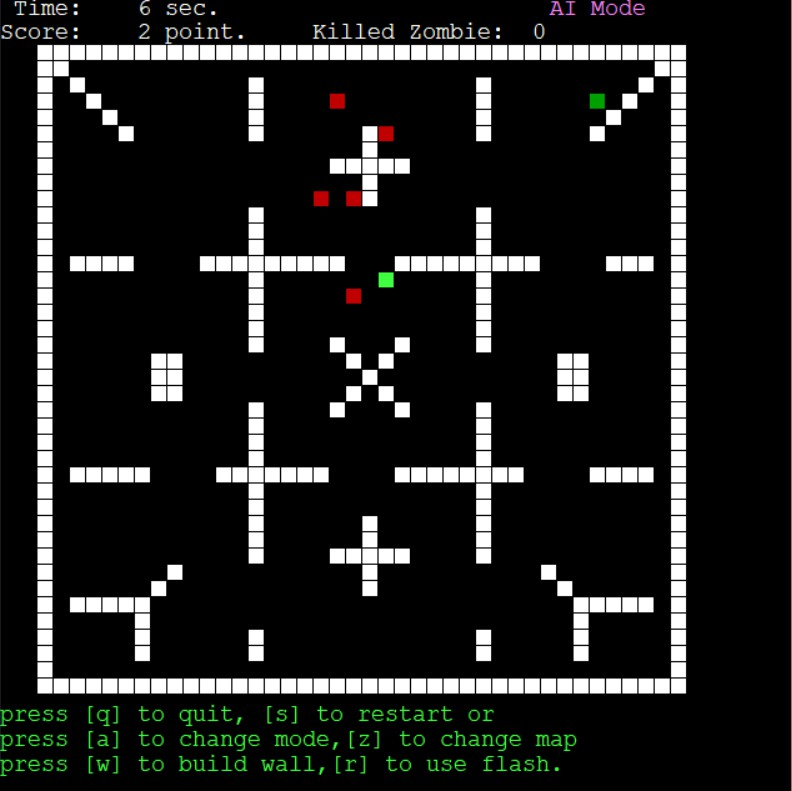 Time: 6 sec. AI Mode
Score: 2 point. Killed Zombie: 0
press [q] to quit, [s] to restart or
press [a] to change mode,[z] to change map
press [w] to build wall,[r] to use flash.